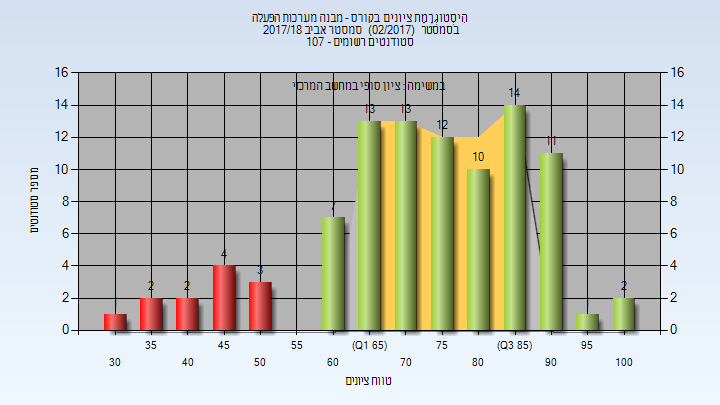 היסטוגרמת ציונים בקורס - מבנה מערכות הפעלה
בסמסטר (02/2017) סמסטר אביב 2017/18
סטודנטים רשומים - 107
במשימה : ציון סופי במחשב המרכזי
מספר סטודנטים
16 16
14 14
12 12
10 10
8 8
6 6
4 4
2 2
0 0
1 2 2 4 3 7 13 13 12 10 14 11 1 2
35 45 55 (Q1 65) 75 (Q3 85) 95
30 40 50 60 70 80 90 100
טווח ציונים